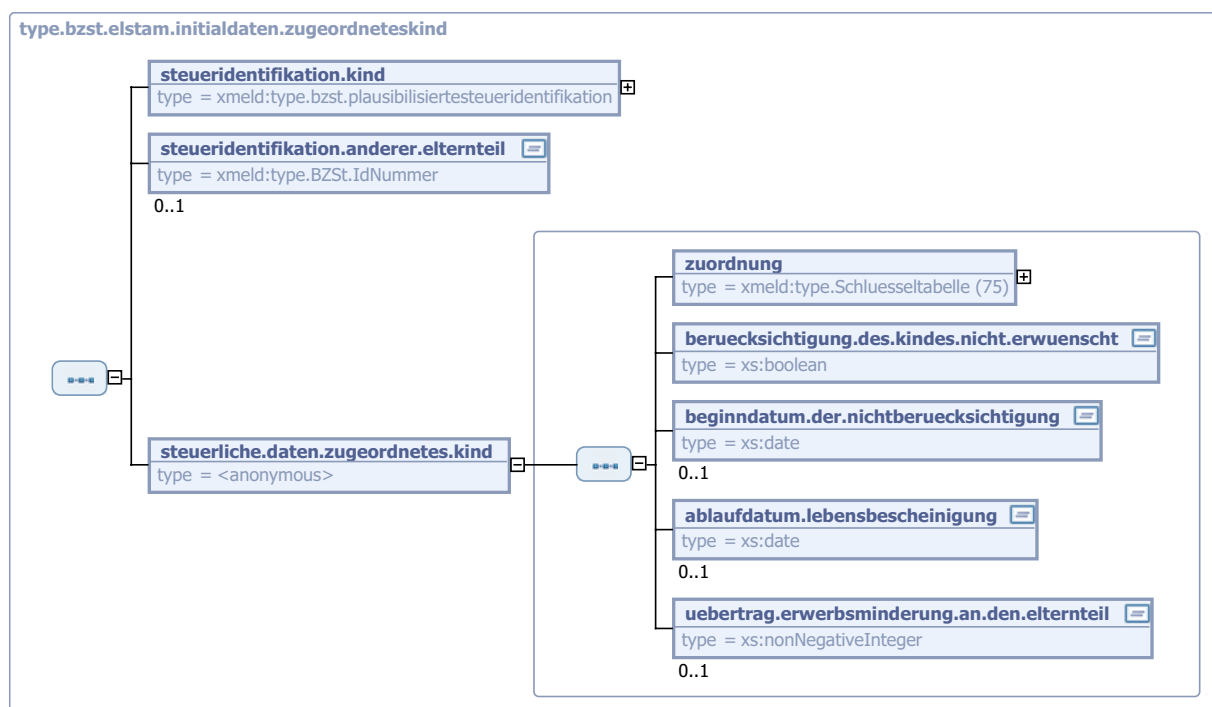 type.bzst.elstam.initialdaten.zugeordneteskind
steueridentifikation.kind
type = xmeld:type.bzst.plausibilisiertesteueridentifikation
steueridentifikation.anderer.elternteil
type = xmeld:type.BZSt.IdNummer
0..1
steuerliche.daten.zugeordnetes.kind
type = <anonymous>
zuordnung
type = xmeld:type.Schluesseltabelle (75)
beruecksichtigung.des.kindes.nicht.erwuenscht
type = xs:boolean
beginndatum.der.nichtberuecksichtigung
type = xs:date
0..1
ablaufdatum.lebensbescheinigung
type = xs:date
0..1
uebertrag.erwerbsminderung.an.den.elternteil
type = xs:nonNegativeInteger
0..1